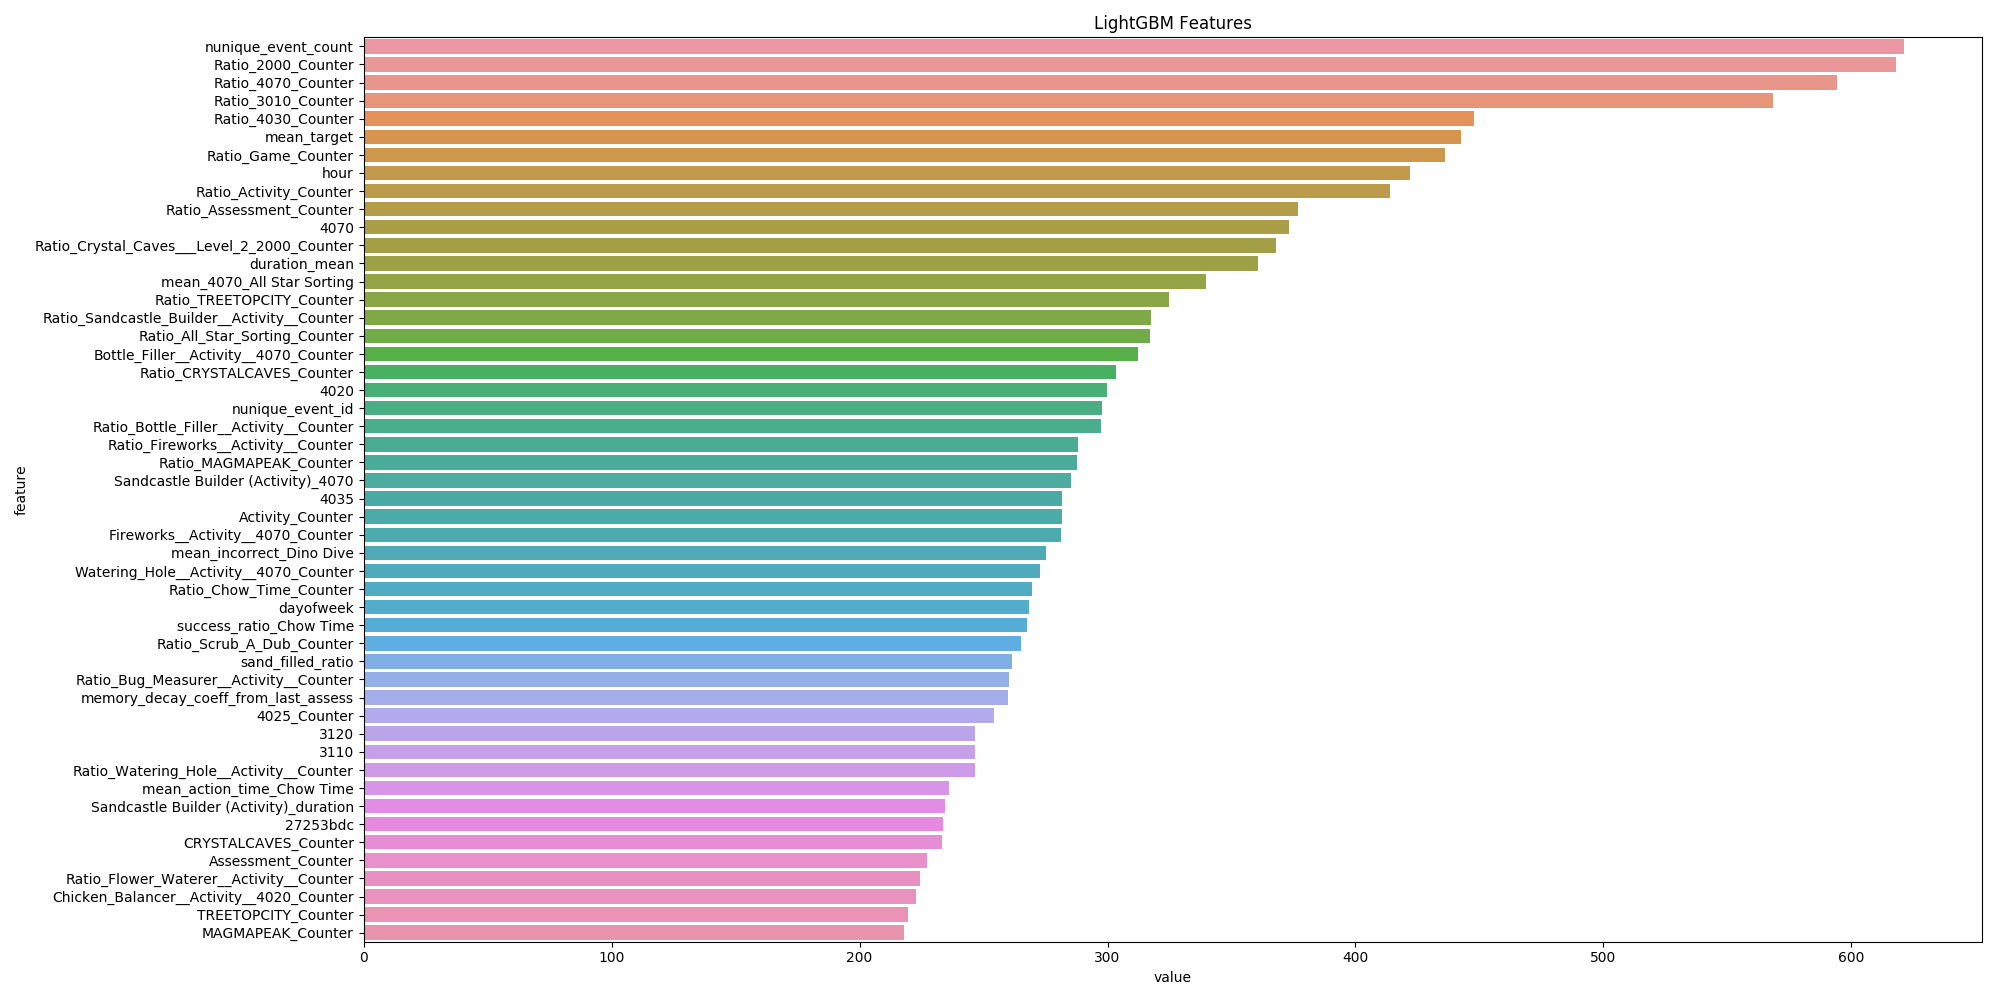 LightGBM Features
nunique_event_count
Ratio_2000_Counter
Ratio_4070_Counter
Ratio_3010_Counter
Ratio_4030_Counter
mean_target
Ratio_Game_Counter
hour
Ratio_Activity_Counter
Ratio_Assessment_Counter
4070
Ratio_Crystal_Caves___Level_2_2000_Counter
duration_mean
mean_4070_All Star Sorting
Ratio_TREETOPCITY_Counter
Ratio_Sandcastle_Builder__Activity__Counter
Ratio_All_Star_Sorting_Counter
Bottle_Filler__Activity__4070_Counter
Ratio_CRYSTALCAVES_Counter
4020
nunique_event_id
Ratio_Bottle_Filler__Activity__Counter
Ratio_Fireworks__Activity__Counter
Ratio_MAGMAPEAK_Counter
Sandcastle Builder (Activity)_4070
4035
Activity_Counter
Fireworks__Activity__4070_Counter
mean_incorrect_Dino Dive
Watering_Hole__Activity__4070_Counter
Ratio_Chow_Time_Counter
dayofweek
success_ratio_Chow Time
Ratio_Scrub_A_Dub_Counter
sand_filled_ratio
Ratio_Bug_Measurer__Activity__Counter
memory_decay_coeff_from_last_assess
4025_Counter
3120
3110
Ratio_Watering_Hole__Activity__Counter
mean_action_time_Chow Time
Sandcastle Builder (Activity)_duration
27253bdc
CRYSTALCAVES_Counter
Assessment_Counter
Ratio_Flower_Waterer__Activity__Counter
Chicken_Balancer__Activity__4020_Counter
TREETOPCITY_Counter
MAGMAPEAK_Counter
feature
0 100 200 300 400 500 600
value